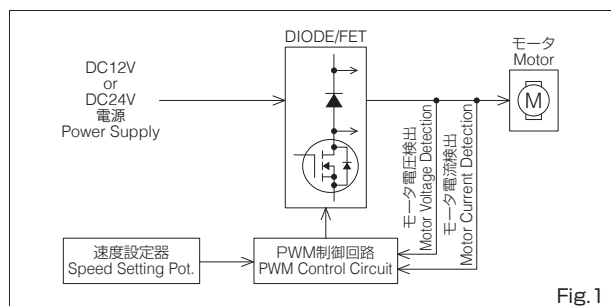 DIODE/FET
モータ
Motor
M
DC12V
or
DC24V
電源
Power Supply
モータ電圧検出
Motor Voltage Detection
モータ電流検出
Motor Current Detection
速度設定器
Speed Setting Pot.
PWM制御回路
PWM Control Circuit
Fig.1